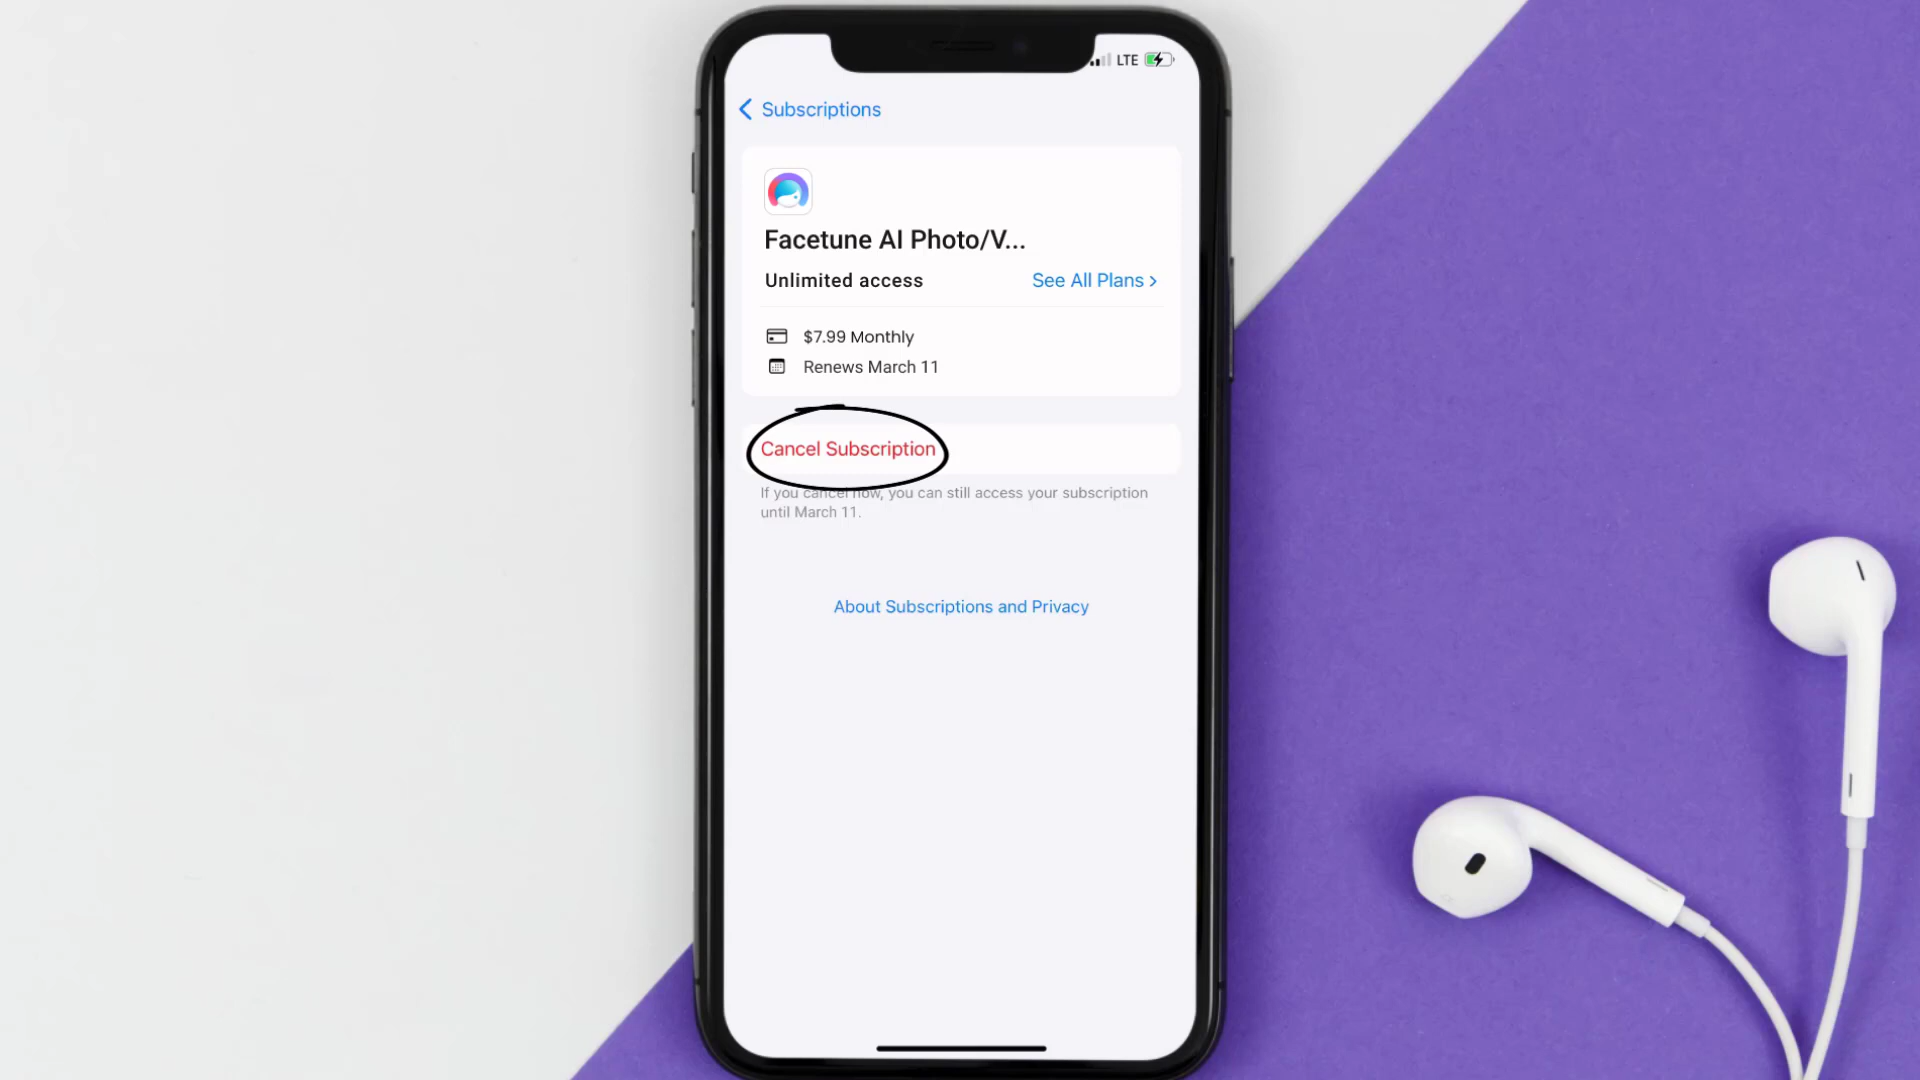 LTE
Subscriptions
Facetune AI Photo/V...
Unlimited access
See All Plans
$7.99 Monthly
Renews March 11
Cancel Subscription
If you cancel now, you can still access your subscription
until March 11.
About Subscriptions and Privacy